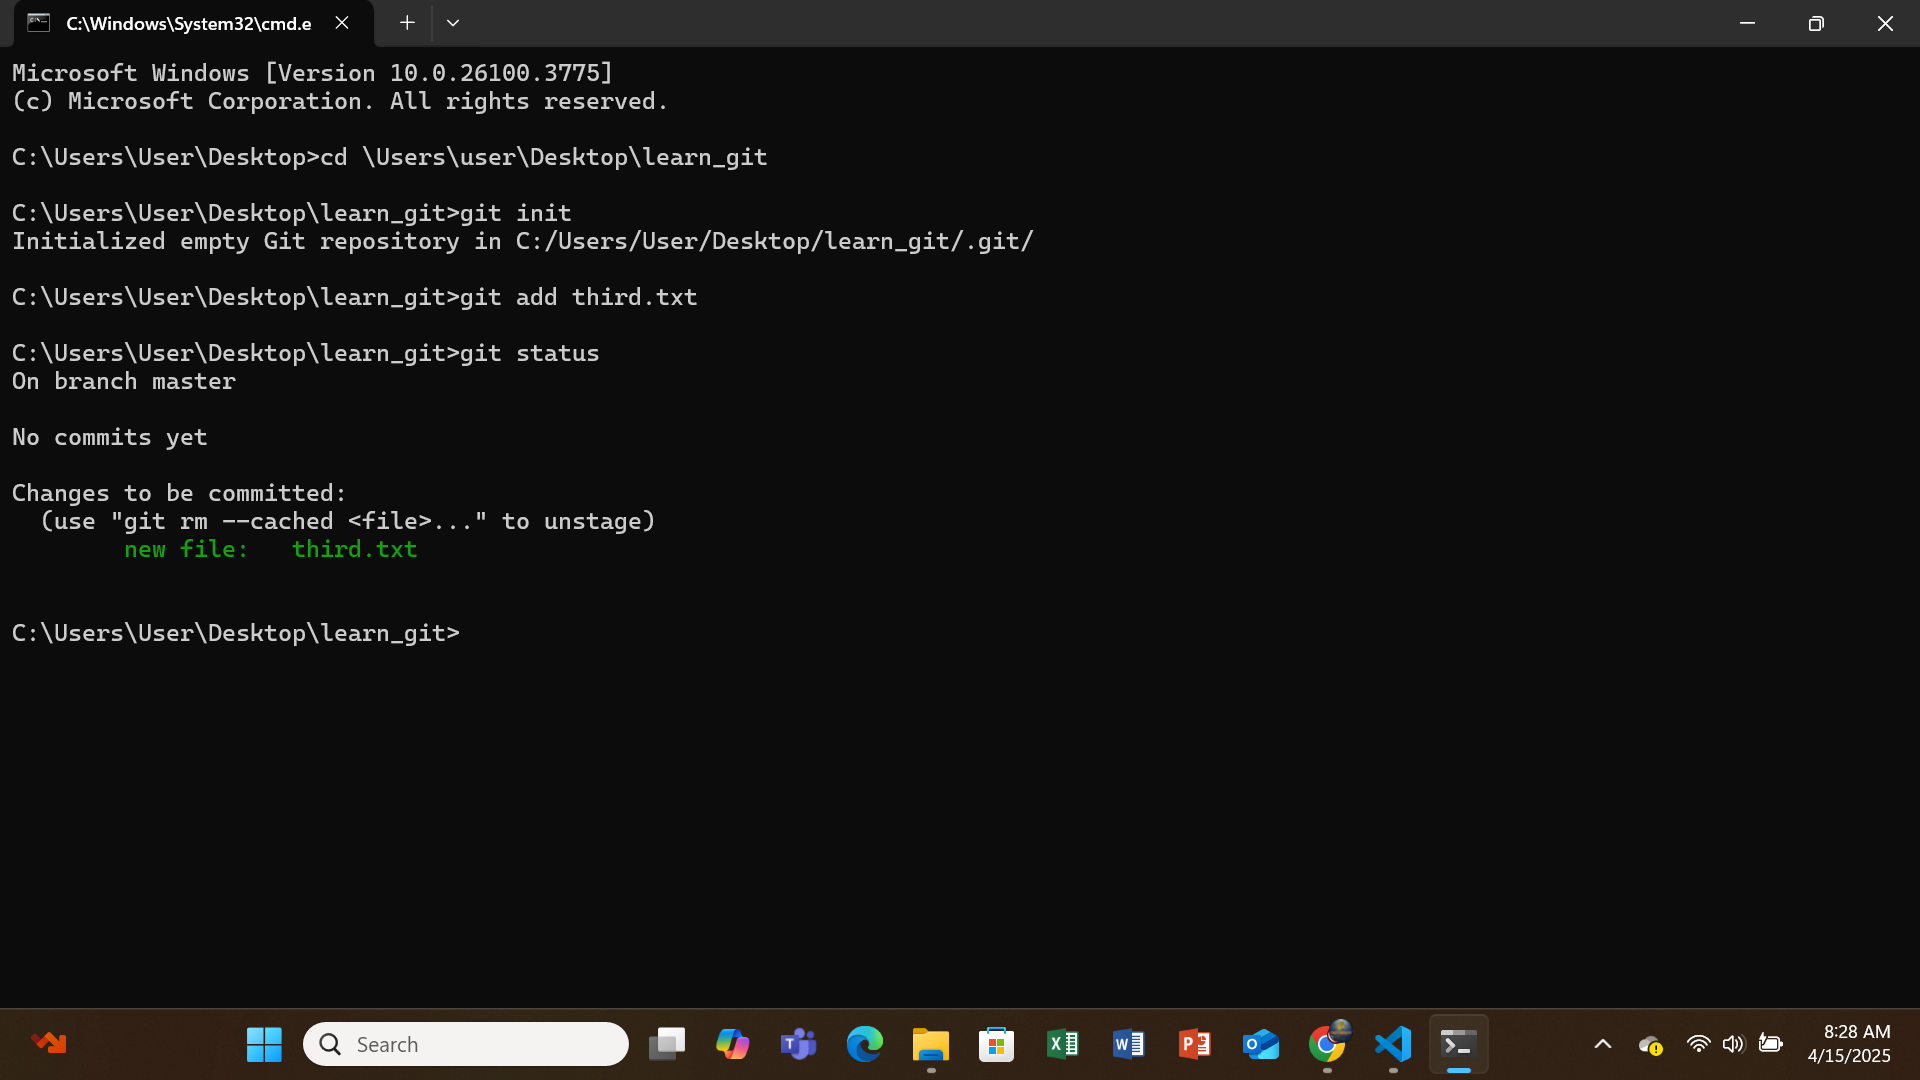 C:\Windows\System32\cmd.e
Microsoft Windows [Version 10.0.26100.3775]
(c) Microsoft Corporation. All rights reserved.
C:\Users\User\Desktop>cd \Users\user\Desktop\learn_git
C:\Users\User\Desktop\learn_git>git init
Initialized empty Git repository in C:/Users/User/Desktop/learn_git/.git/
C:\Users\User\Desktop\learn_git>git add third.txt
C:\Users\User\Desktop\learn_git>git status
On branch master
No commits yet
Changes to be committed:
  (use "git rm --cached <file>..." to unstage)
        new file:   third.txt
C:\Users\User\Desktop\learn_git>
Search
8:28 AM
4/15/2025